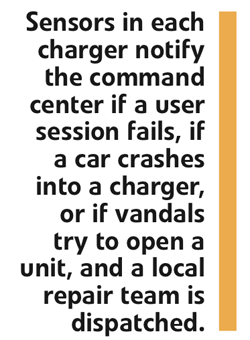 Sensors in each
charger notify
the command
center if a user
session fails, if
a car crashes
into a charger,
or if vandals
try to open a
unit, and a local
repair team is
dispatched.